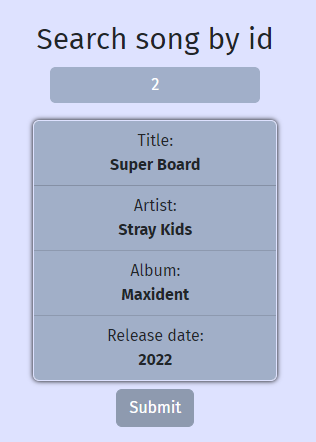 Search song by id
2
Title:
Super Board
Artist:
Stray Kids
Album:
Maxident
Release date:
2022
Submit